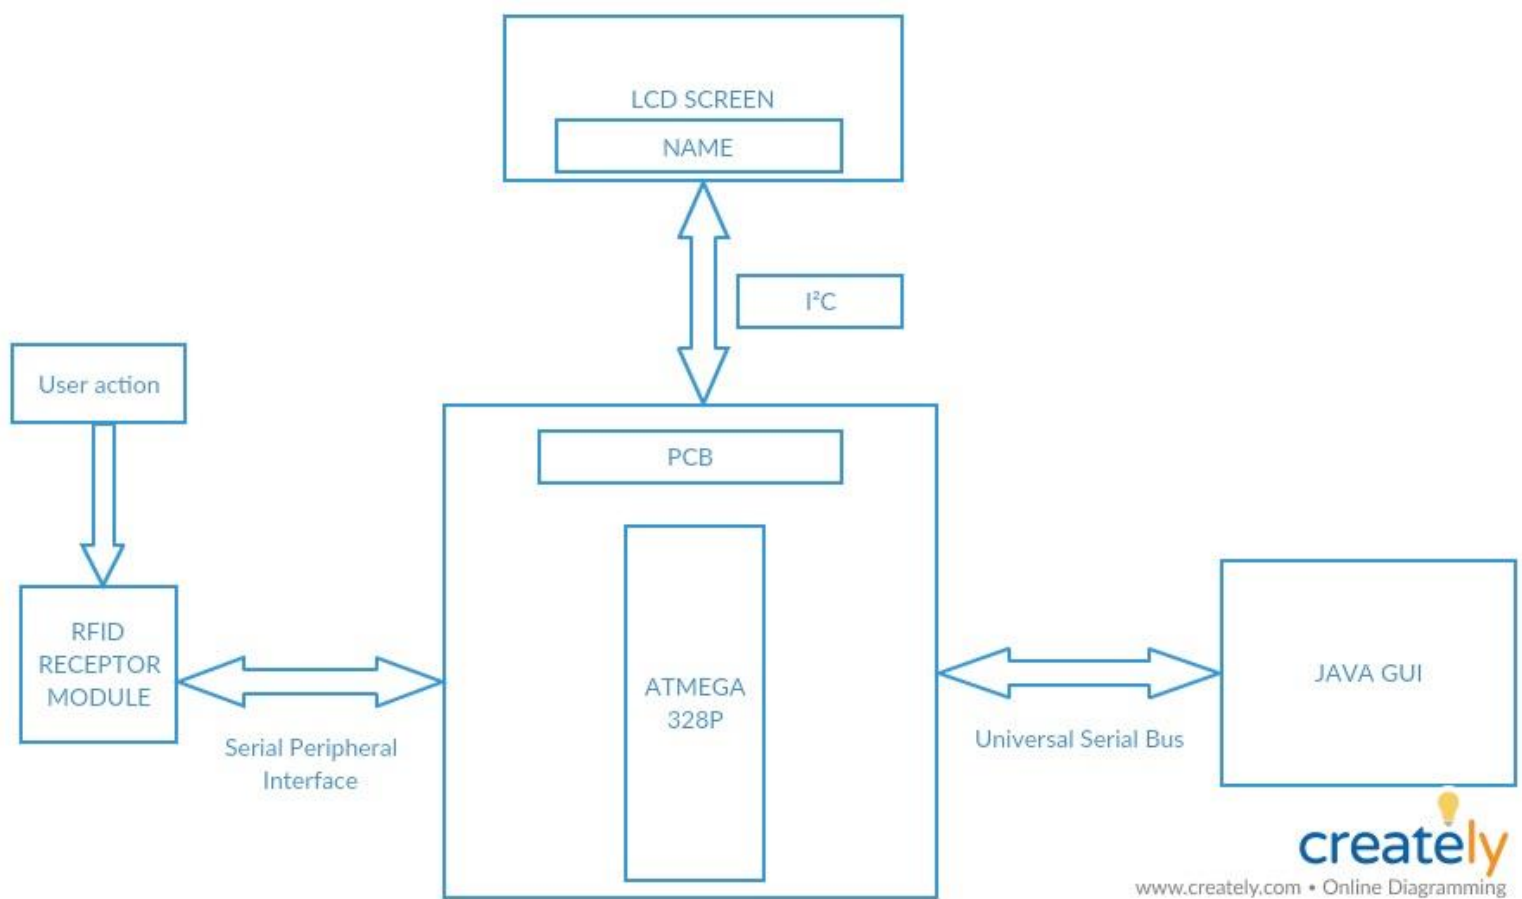 LCD SCREEN
NAME
I²C
User action
PCB
RFID
RECEPTOR
MODULE
ATMEGA
328P
JAVA GUI
Serial Peripheral
Interface
Universal Serial Bus
creately
www.creately.com • Online Diagramming